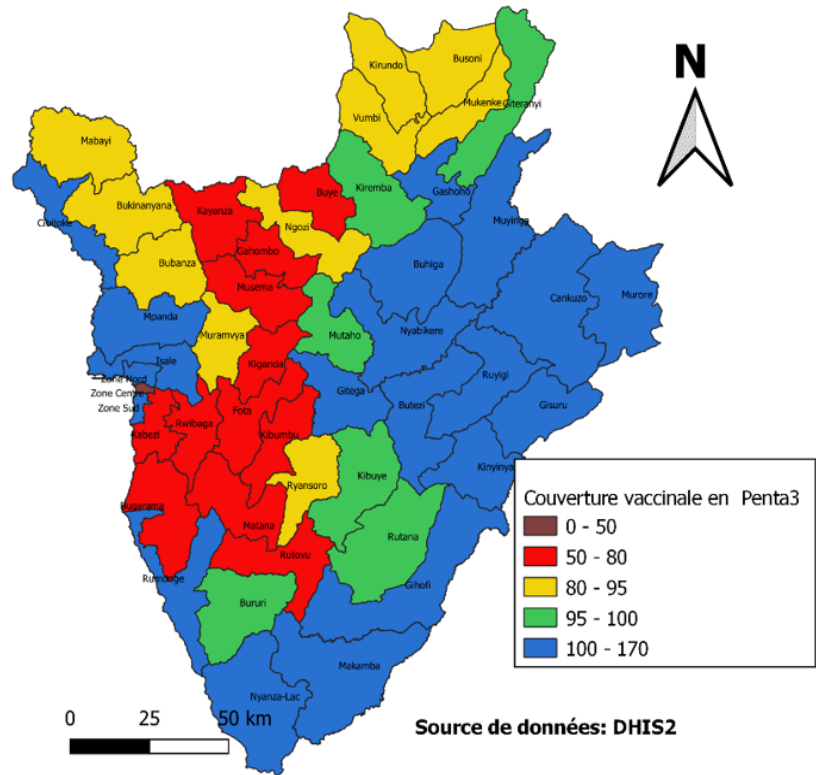 N
Kirundo
Busoni
Mukenke
Giteranyi
Vumbi
Mabayi
Kiremba
Gashoho
Buye
Bukinanyana
Kayanza
Cibitoke
Ngozi
Muyinga
Gahombo
Bubanza
Buhiga
Musema
Cankuzo
Murore
Mpanda
Muramvya
Mutaho
Nyabikere
Isale
Kiganda
Ruyigi
Zone Nord
Zone Centre
Zone Sud
Gitega
Butezi
Gisuru
Fota
Rwibaga
Kabezi
Kibumbu
Kinyinya
Kibuye
Ryansoro
Bugarama
Matana
Rutovu
Rutana
Rumonge
Gihofi
Bururi
Makamba
Nyanza-Lac
Couverture vaccinale en Penta3
0 - 50
50 - 80
80 - 95
95 - 100
100 - 170
0 25 50 km
Source de données: DHIS2